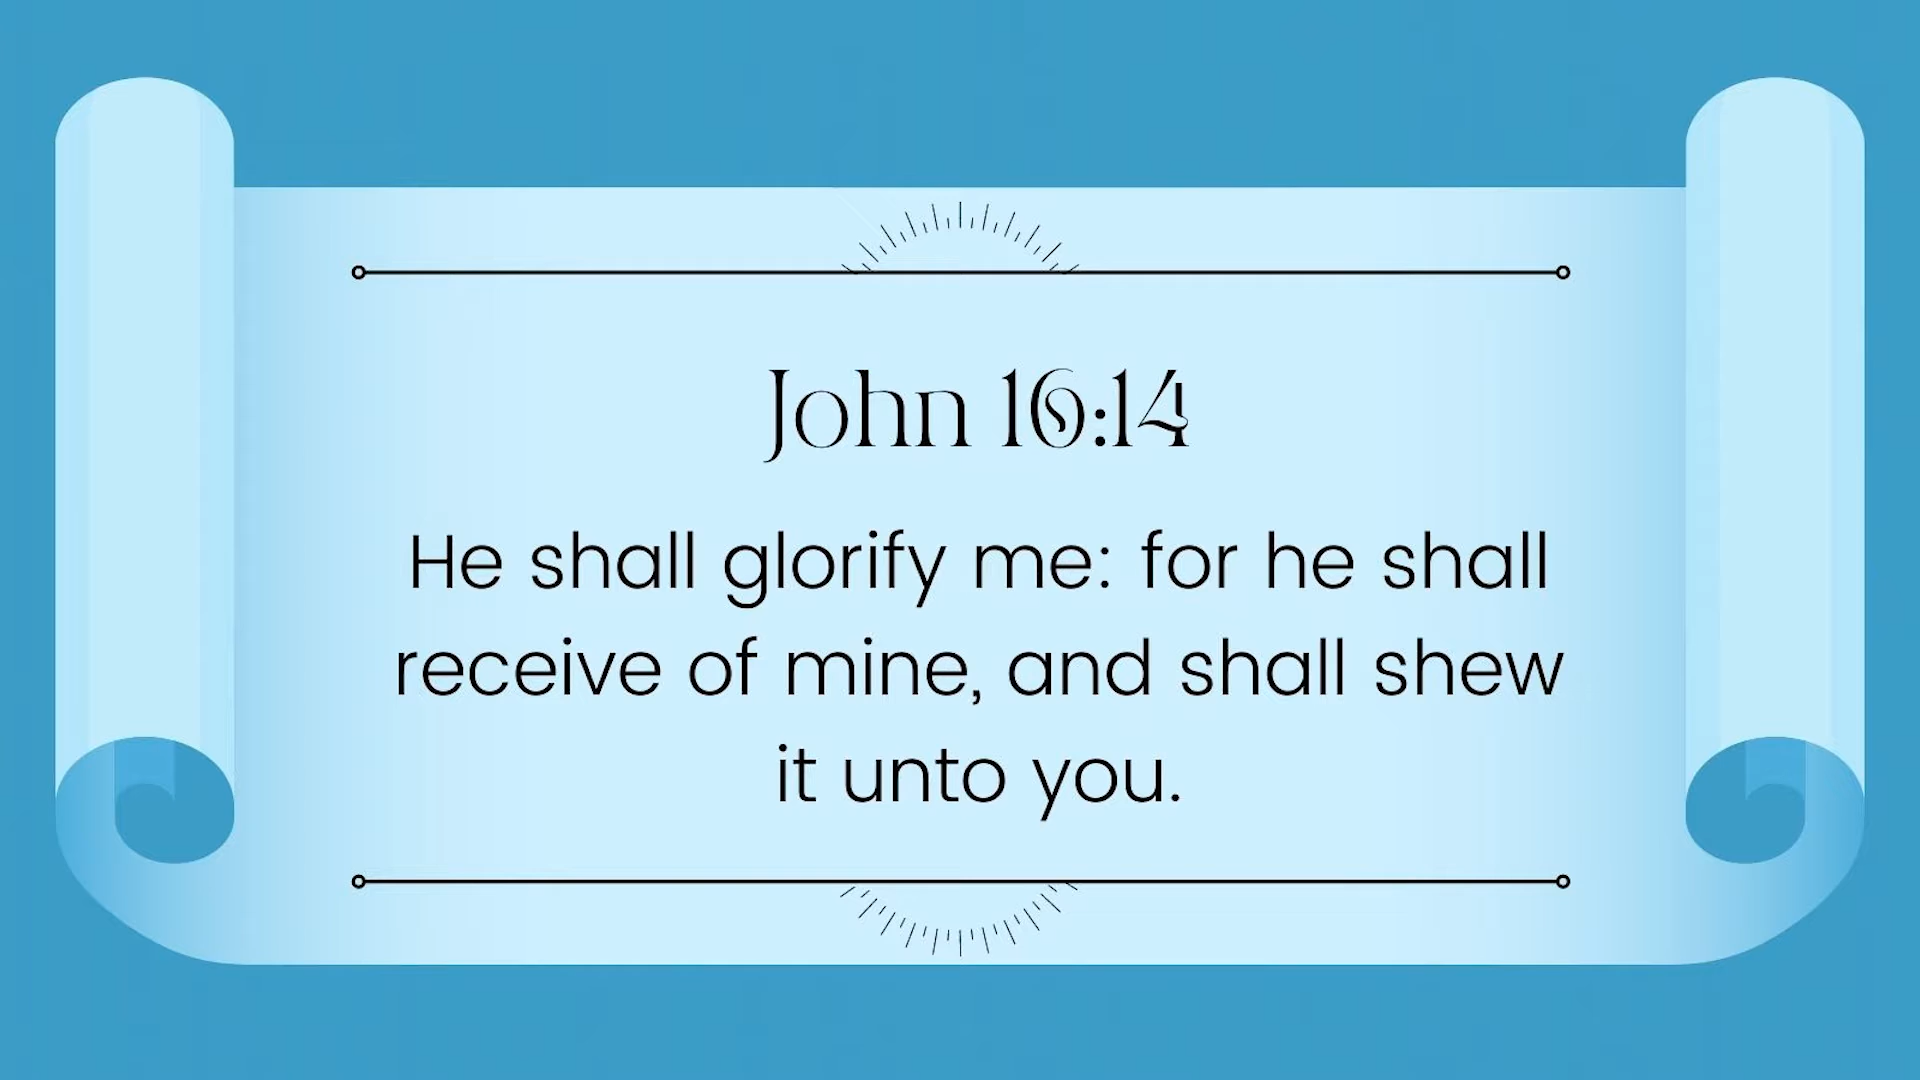 John 16:14
He shall glorify me: for he shall
receive of mine, and shall shew
it unto you.